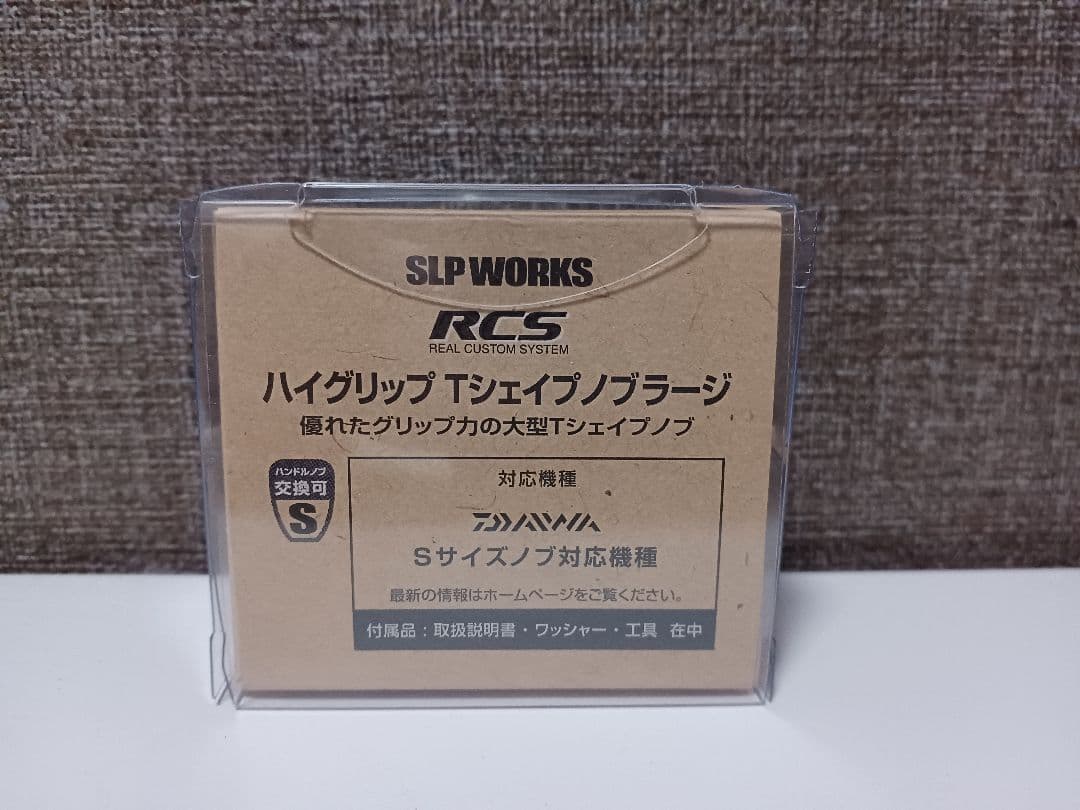 SLP WORKS
RCS
REAL CUSTOM SYSTEM
ハイグリップ Tシェイプノブラージ
優れたグリップ力の大型Tシェイプノブ
ハンドルノブ
交換可
S
対応機種
DAIWA
Sサイズノブ対応機種
最新の情報はホームページをご覧ください。
付属品:取扱説明書・ワッシャー・工具 在中